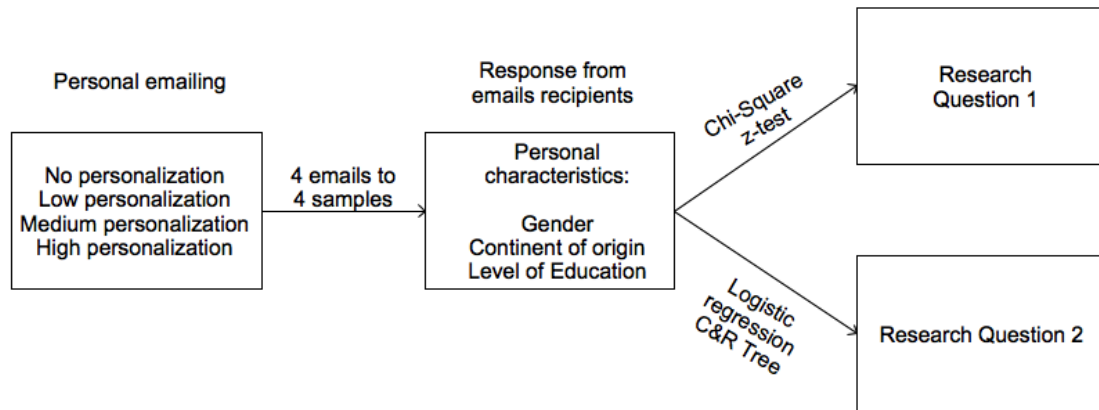 Personal emailing
No personalization
Low personalization
Medium personalization
High personalization
4 emails to
4 samples
Response from
emails recipients
Personal
characteristics:
Gender
Continent of origin
Level of Education
Chi-Square
z-test
Research
Question 1
Logistic
regression
C&R Tree
Research Question 2